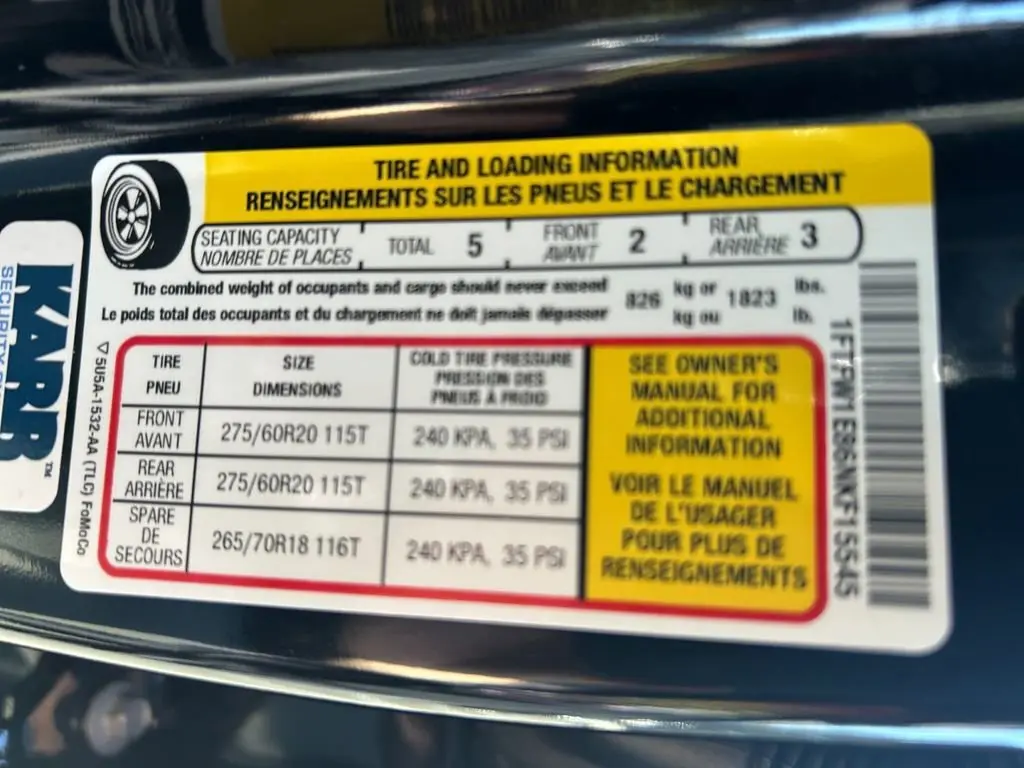 TIRE AND LOADING INFORMATION
RENSEIGNEMENTS SUR LES PNEUS ET LE CHARGEMENT
SEATING CAPACITY
NOMBRE DE PLACES
TOTAL 5
FRONT
AVANT
2
REAR
ARRIÈRE
3
The combined weight of occupants and cargo should never exceed
Le poids total des occupants et du chargement ne doit jamais dépasser
826
kg or
kg ou
1823
lbs.
lb.
TIRE
PNEU
SIZE
DIMENSIONS
COLD TIRE PRESSURE
PRESSION DES
PNEUS À FROID
FRONT
AVANT
275/60R20 115T
240 KPA, 35 PSI
REAR
ARRIÈRE
275/60R20 115T
240 KPA, 35 PSI
SPARE
DE
SECOURS
265/70R18 116T
240 KPA, 35 PSI
SEE OWNER'S
MANUAL FOR
ADDITIONAL
INFORMATION
VOIR LE MANUEL
DE L'USAGER
POUR PLUS DE
RENSEIGNEMENTS
5U5A-1532-AA (TLC) FoMoCo
KARR™
SECURITY